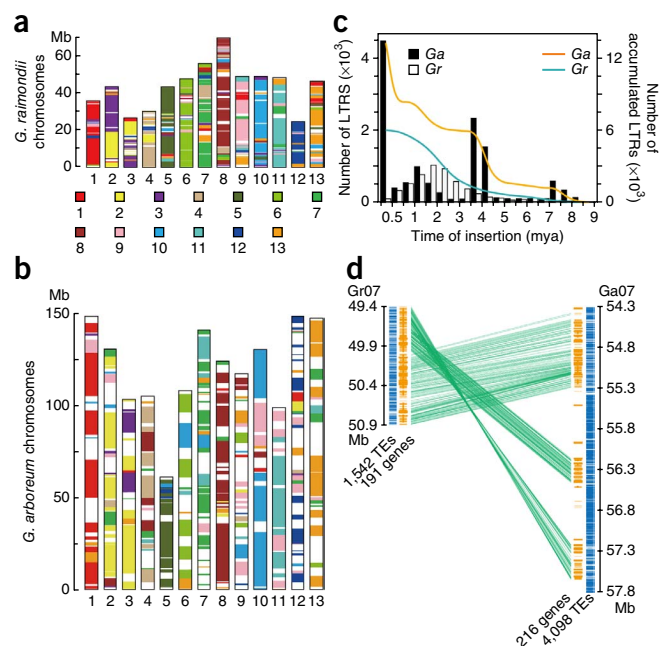 a
60
40
20
0
G. raimondii
chromosomes
1 2 3 4 5 6 7 8 9 10 11 12 13
1 2 3 4 5 6 7
8 9 10 11 12 13
b
Mb
150
100
50
0
G. arboreum chromosomes
1 2 3 4 5 6 7 8 9 10 11 12 13
c
Number of LTRS (×10³)
4
2
0
Ga
Gr
Ga
Gr
12
6
0
Number of
accumulated LTRs (×10³)
0.5 1 2 3 4 5 6 7 8 9
Time of insertion (mya)
d
Gr07
49.4
49.9
50.4
50.9
Mb
1,542 TEs
191 genes
Ga07
54.3
54.8
55.3
55.8
56.3
56.8
57.3
57.8
Mb
216 genes
4,098 TEs